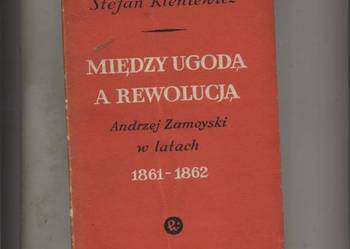 Stefan Kieniewicz
MIĘDZY UGODĄ
A REWOLUCJĄ
Andrzej Zamoyski
w latach
1861-1862